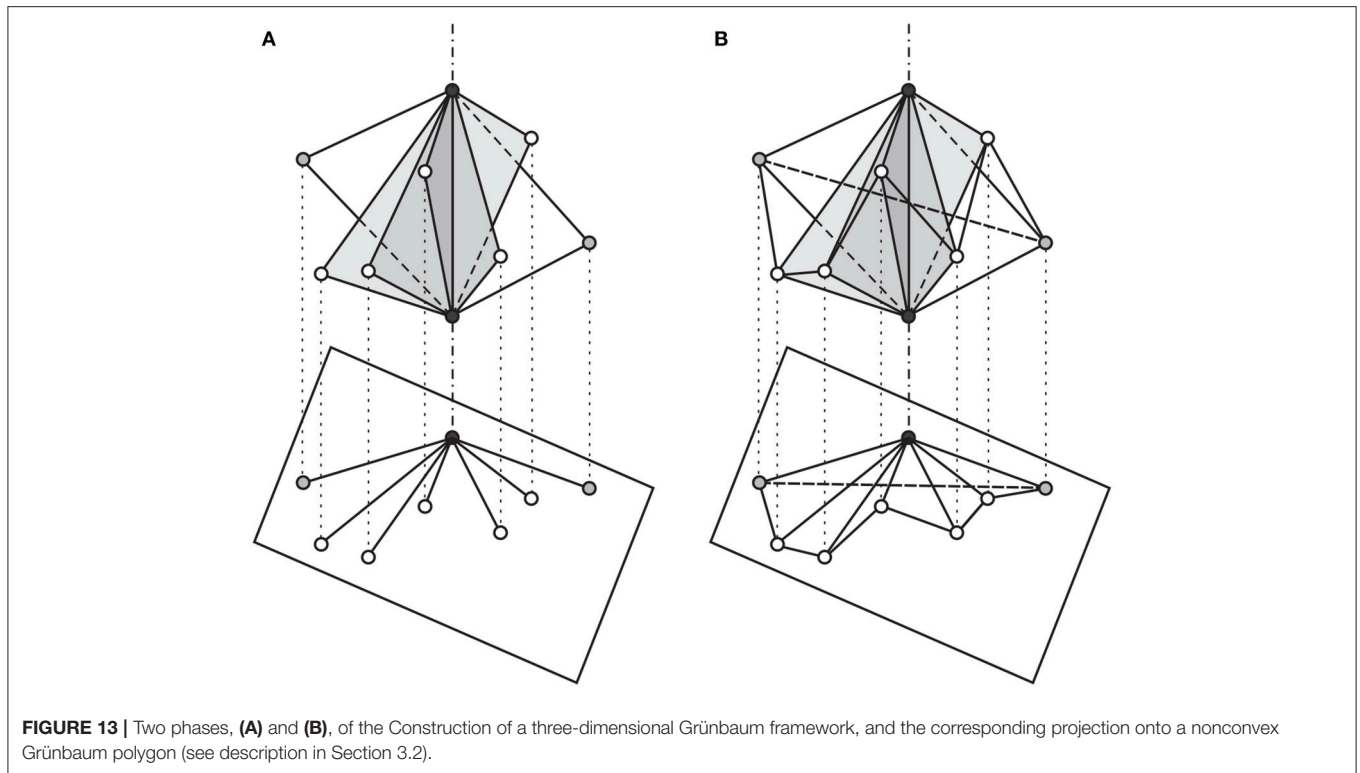 A
B
FIGURE 13 | Two phases, (A) and (B), of the Construction of a three-dimensional Grünbaum framework, and the corresponding projection onto a nonconvex
Grünbaum polygon (see description in Section 3.2).